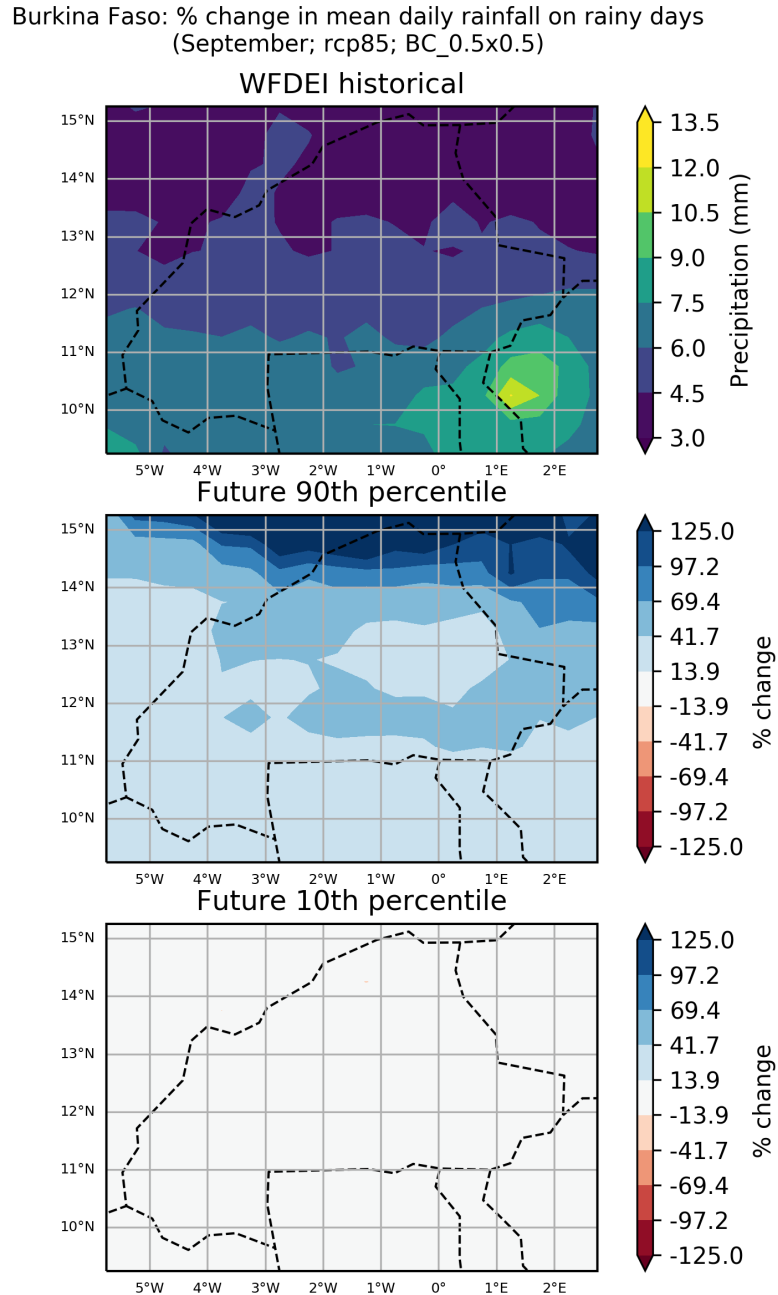 Burkina Faso: % change in mean daily rainfall on rainy days
(September; rcp85; BC_0.5x0.5)
WFDEI historical
15°N
14°N
13°N
12°N
11°N
10°N
5°W 4°W 3°W 2°W 1°W 0° 1°E 2°E
13.5
12.0
10.5
9.0
7.5
6.0
4.5
3.0
Precipitation (mm)
Future 90th percentile
15°N
14°N
13°N
12°N
11°N
10°N
5°W 4°W 3°W 2°W 1°W 0° 1°E 2°E
125.0
97.2
69.4
41.7
13.9
-13.9
-41.7
-69.4
-97.2
-125.0
% change
Future 10th percentile
15°N
14°N
13°N
12°N
11°N
10°N
5°W 4°W 3°W 2°W 1°W 0° 1°E 2°E
125.0
97.2
69.4
41.7
13.9
-13.9
-41.7
-69.4
-97.2
-125.0
% change